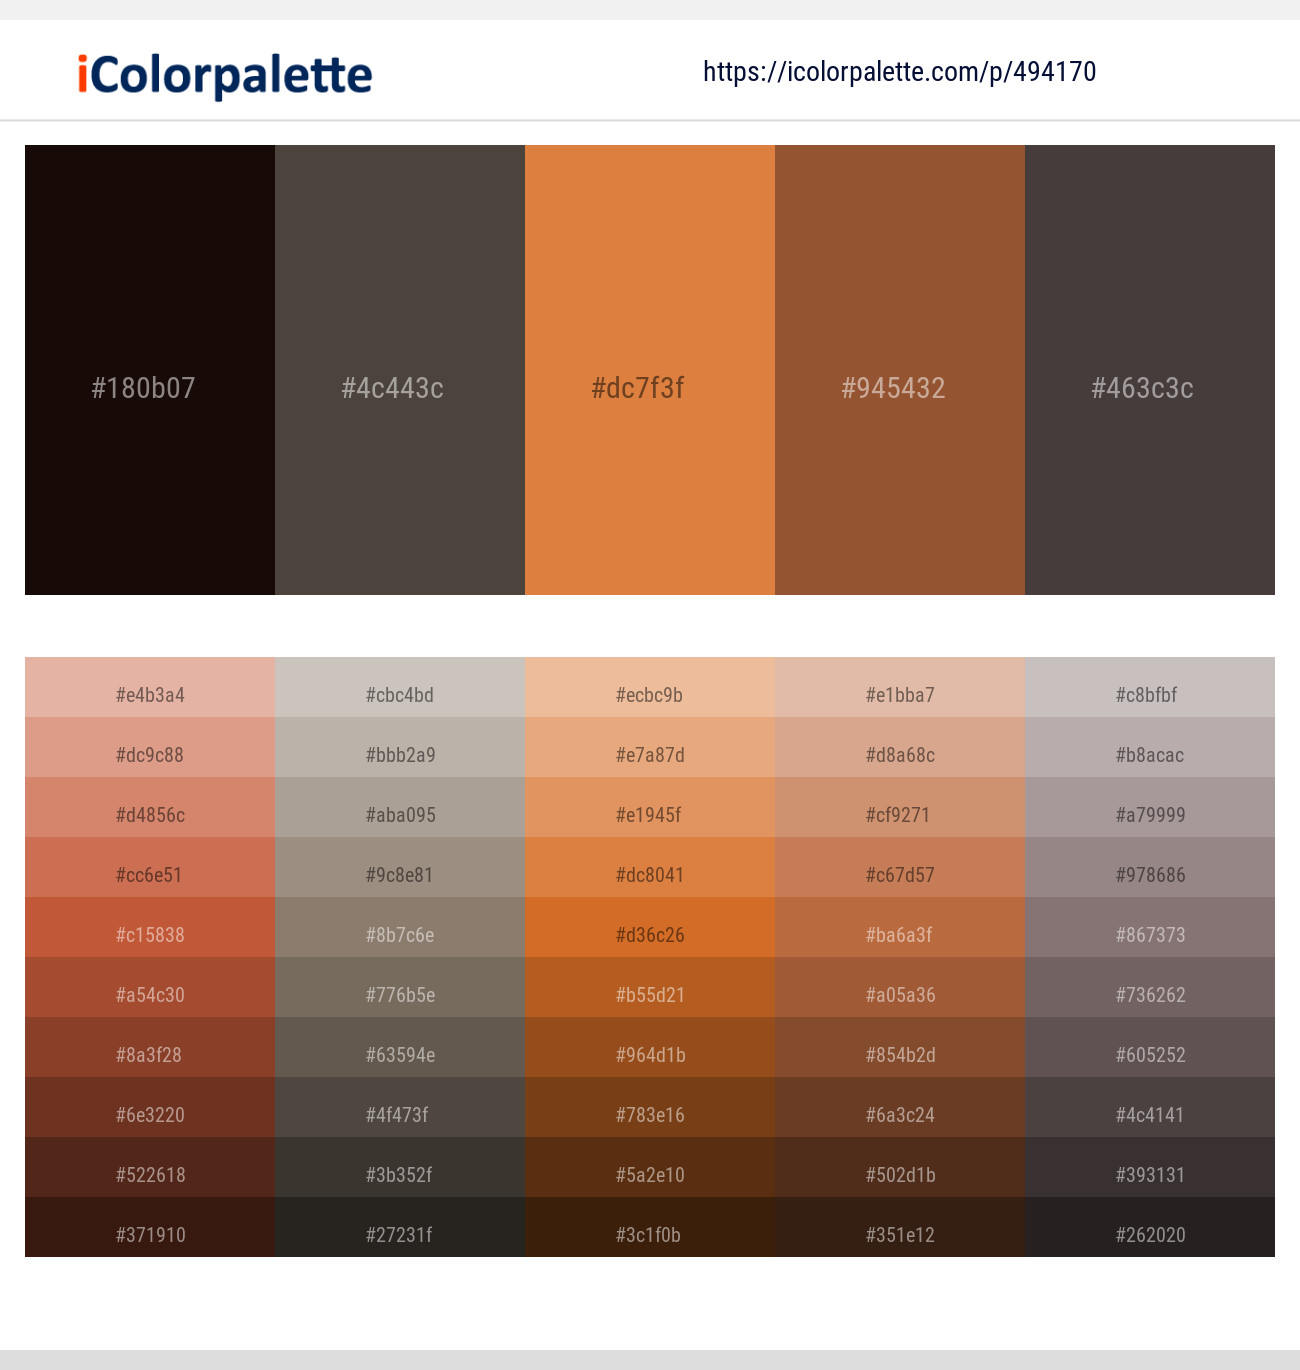 iColorpalette
https://icolorpalette.com/p/494170
#180b07 #4c443c #dc7f3f #945432 #463c3c
#e4b3a4 #cbc4bd #ecbc9b #e1bba7 #c8bfbf
#dc9c88 #bbb2a9 #e7a87d #d8a68c #b8acac
#d4856c #aba095 #e1945f #cf9271 #a79999
#cc6e51 #9c8e81 #dc8041 #c67d57 #978686
#c15838 #8b7c6e #d36c26 #ba6a3f #867373
#a54c30 #776b5e #b55d21 #a05a36 #736262
#8a3f28 #63594e #964d1b #854b2d #605252
#6e3220 #4f473f #783e16 #6a3c24 #4c4141
#522618 #3b352f #5a2e10 #502d1b #393131
#371910 #27231f #3c1f0b #351e12 #262020